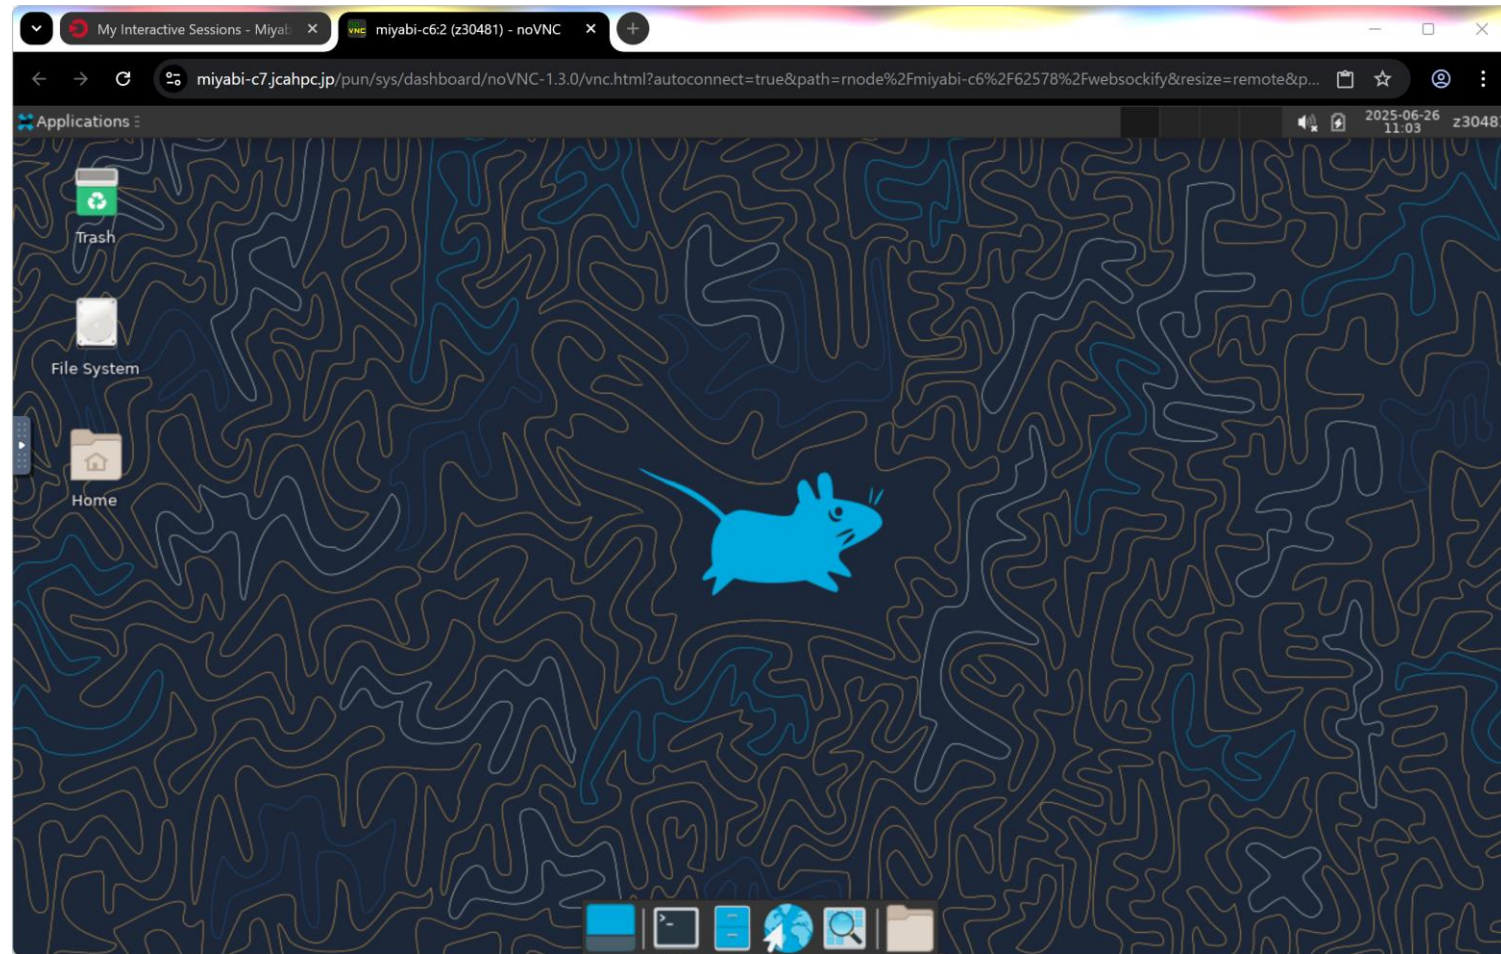 My Interactive Sessions - Miyab
miyabi-c6:2 (z30481) - noVNC
miyabi-c7.jcahpc.jp/pun/sys/dashboard/noVNC-1.3.0/vnc.html?autoconnect=true&path=rnode%2Fmiyabi-c6%2F62578%2Fwebsockify&resize=remote&p...
Applications
2025-06-26
11:03
z3048
Trash
File System
Home